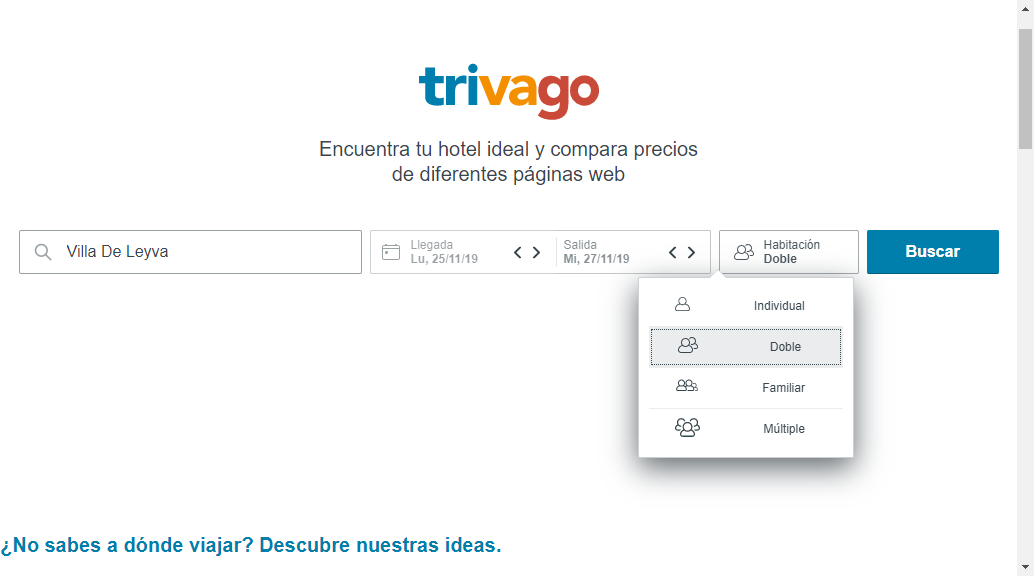 trivago
Encuentra tu hotel ideal y compara precios
de diferentes páginas web
Villa De Leyva
Llegada
Lu, 25/11/19
Salida
Mi, 27/11/19
Habitación
Doble
Buscar
Individual
Doble
Familiar
Múltiple
¿No sabes a dónde viajar? Descubre nuestras ideas.